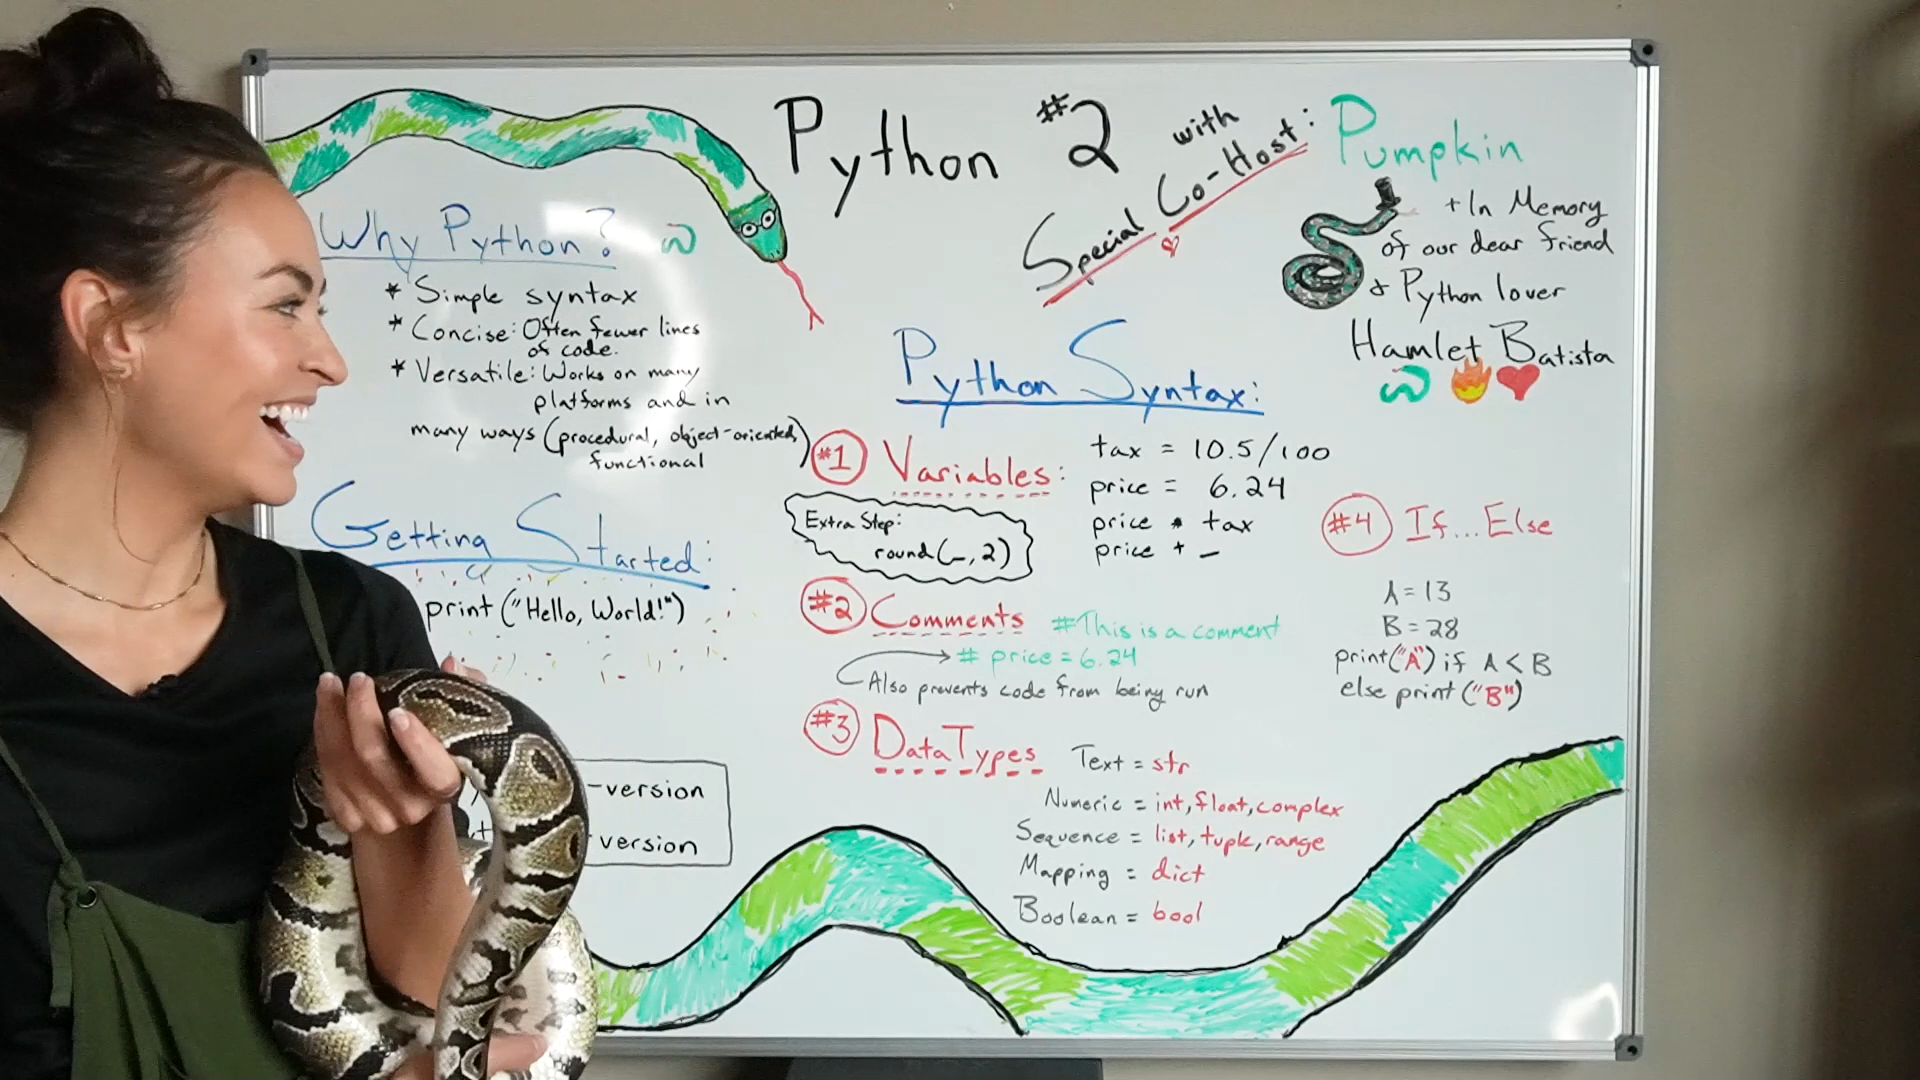 Python #2
with
Special Co-Host:
Pumpkin
+ In Memory
of our dear friend
& Python lover
Hamlet Batista
Why Python?
* Simple syntax
* Concise: Often fewer lines
of code.
* Versatile: Works on many
platforms and in
many ways (procedural, object-oriented,
functional)
Getting Started:
print("Hello, World!")
-version
version
Python Syntax:
#1 Variables:
tax = 10.5/100
price = 6.24
price * tax
price + _
Extra Step:
round(_, 2)
#2 Comments
#This is a comment
# price = 6.24
Also prevents code from being run
#3 Data Types
Text = str
Numeric = int, float, complex
Sequence = list, tuple, range
Mapping = dict
Boolean = bool
#4 If...Else
A = 13
B = 28
print("A") if A < B
else print("B")